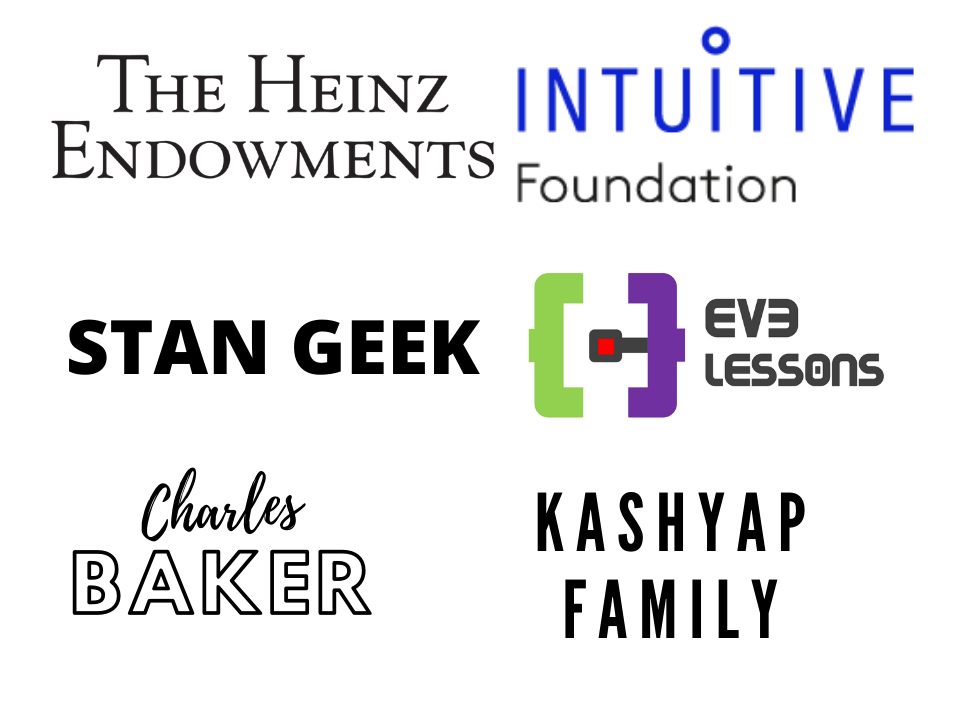 THE HEINZ
ENDOWMENTS
INTUITIVE
Foundation
STAN GEEK
EV3
LESSONS
Charles
BAKER
KASHYAP
FAMILY